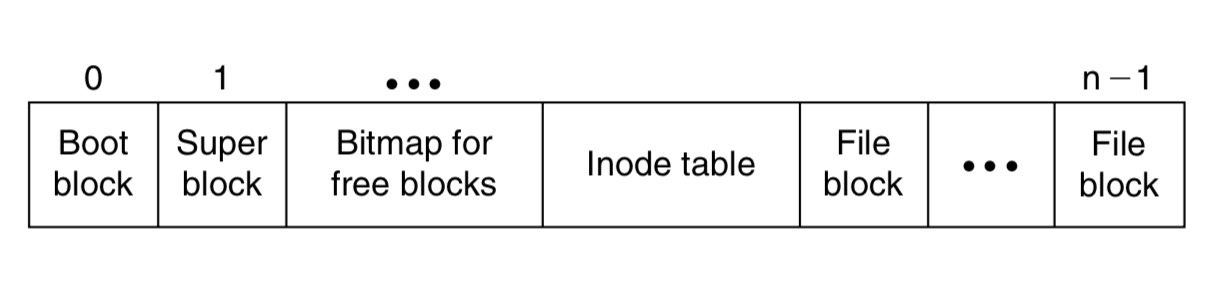 0 1 ••• n – 1
Boot block
Super block
Bitmap for free blocks
Inode table
File block
•••
File block